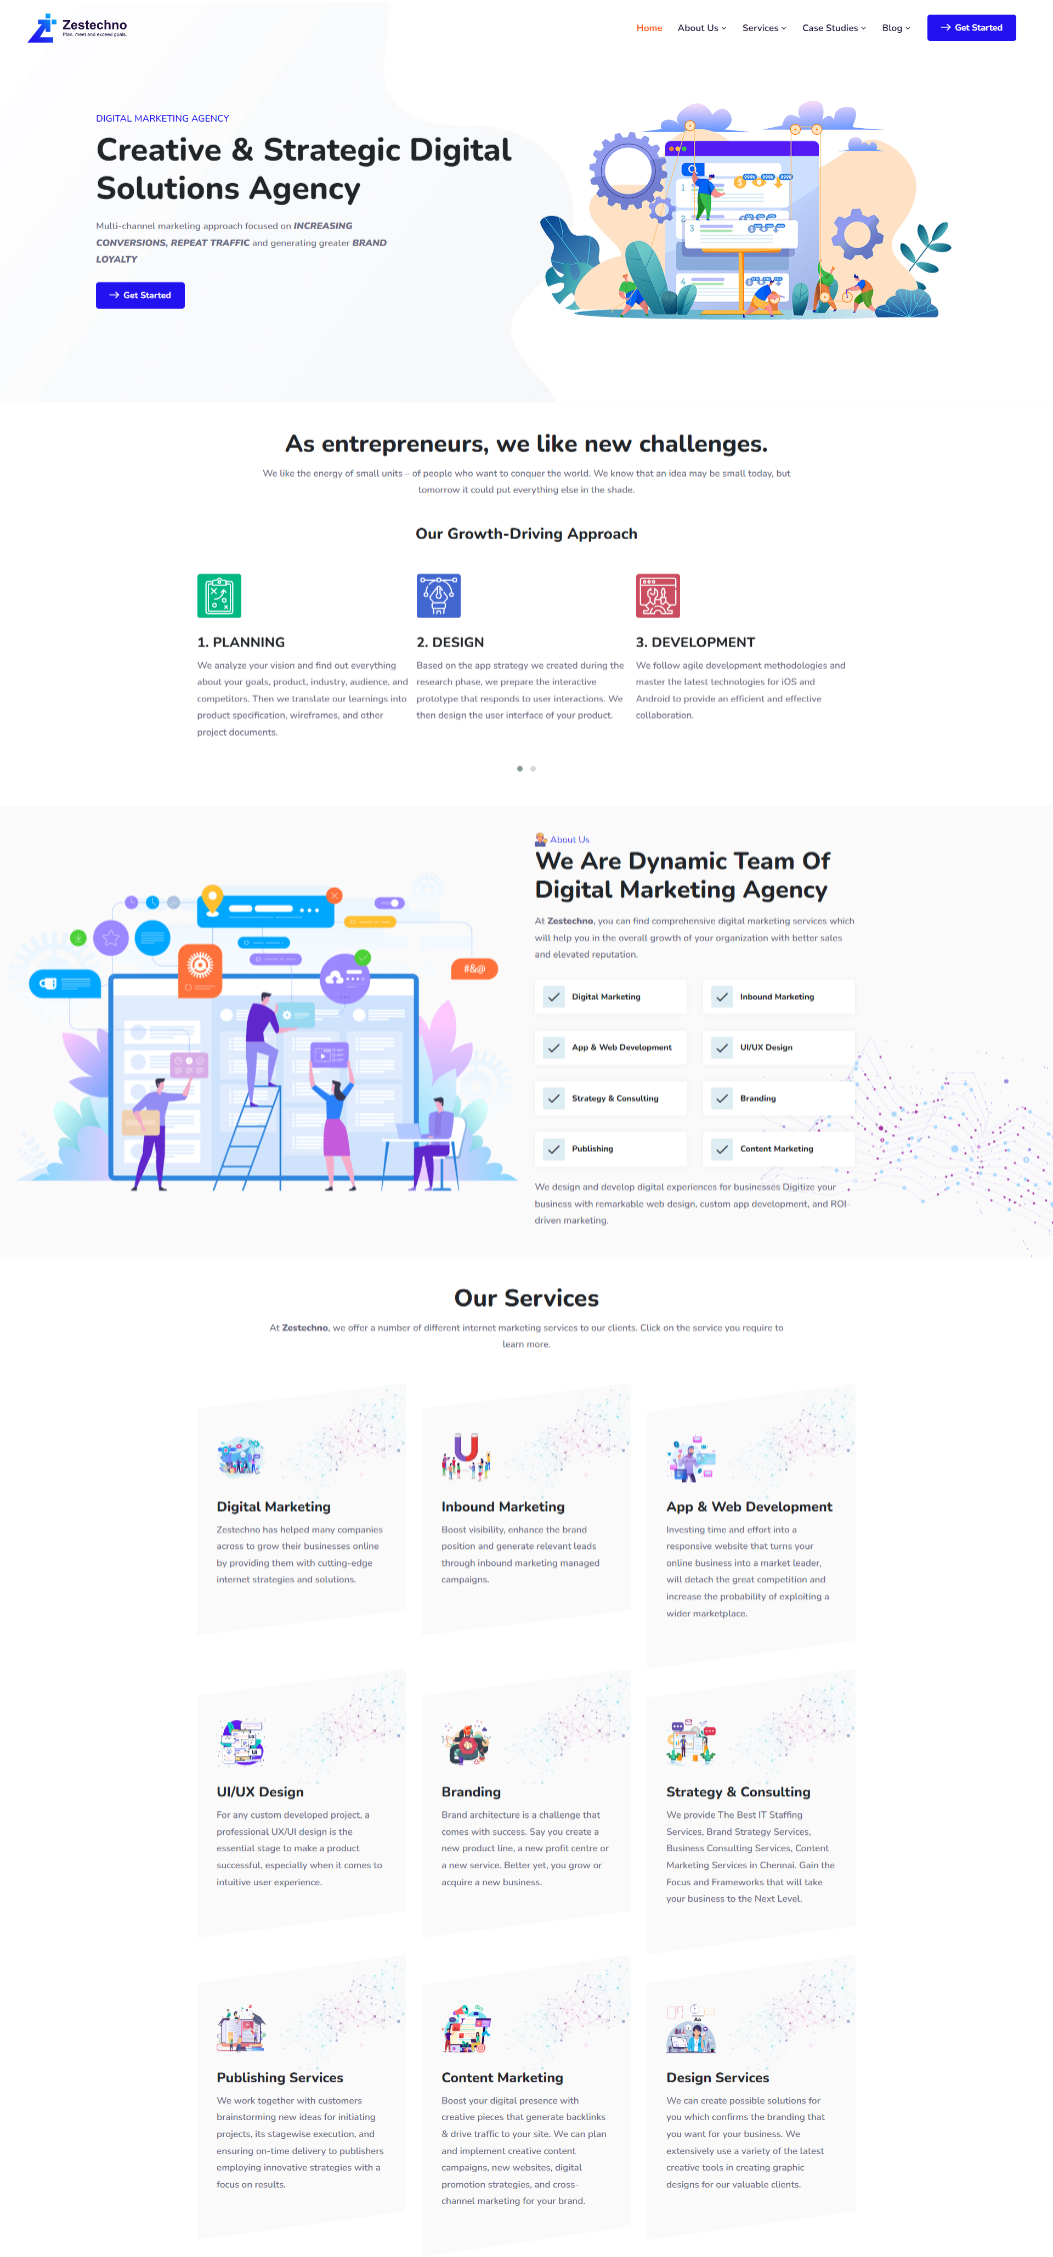 Zestechno
Plan, meet and exceed goals.
Home
About Us
Services
Case Studies
Blog
Get Started
DIGITAL MARKETING AGENCY
Creative & Strategic Digital
Solutions Agency
Multi-channel marketing approach focused on INCREASING
CONVERSIONS, REPEAT TRAFFIC and generating greater BRAND
LOYALTY
Get Started
1
2
3
4
As entrepreneurs, we like new challenges.
We like the energy of small units – of people who want to conquer the world. We know that an idea may be small today, but
tomorrow it could put everything else in the shade.
Our Growth-Driving Approach
1. PLANNING
We analyze your vision and find out everything
about your goals, product, industry, audience, and
competitors. Then we translate our learnings into
product specification, wireframes, and other
project documents.
2. DESIGN
Based on the app strategy we created during the
research phase, we prepare the interactive
prototype that responds to user interactions. We
then design the user interface of your product.
3. DEVELOPMENT
We follow agile development methodologies and
master the latest technologies for iOS and
Android to provide an efficient and effective
collaboration.
#&@
About Us
We Are Dynamic Team Of
Digital Marketing Agency
At Zestechno, you can find comprehensive digital marketing services which
will help you in the overall growth of your organization with better sales
and elevated reputation.
Digital Marketing
Inbound Marketing
App & Web Development
UI/UX Design
Strategy & Consulting
Branding
Publishing
Content Marketing
We design and develop digital experiences for businesses Digitize your
business with remarkable web design, custom app development, and ROI-
driven marketing.
Our Services
At Zestechno, we offer a number of different internet marketing services to our clients. Click on the service you require to
learn more.
Digital Marketing
Zestechno has helped many companies
across to grow their businesses online
by providing them with cutting-edge
internet strategies and solutions.
Inbound Marketing
Boost visibility, enhance the brand
position and generate relevant leads
through inbound marketing managed
campaigns.
App & Web Development
Investing time and effort into a
responsive website that turns your
online business into a market leader,
will detach the great competition and
increase the probability of exploiting a
wider marketplace.
UI/UX Design
For any custom developed project, a
professional UX/UI design is the
essential stage to make a product
successful, especially when it comes to
intuitive user experience.
Branding
Brand architecture is a challenge that
comes with success. Say you create a
new product line, a new profit centre or
a new service. Better yet, you grow or
acquire a new business.
Strategy & Consulting
We provide The Best IT Staffing
Services, Brand Strategy Services,
Business Consulting Services, Content
Marketing Services in Chennai. Gain the
Focus and Frameworks that will take
your business to the Next Level.
Publishing Services
We work together with customers
brainstorming new ideas for initiating
projects, its stagewise execution, and
ensuring on-time delivery to publishers
employing innovative strategies with a
focus on results.
Content Marketing
Boost your digital presence with
creative pieces that generate backlinks
& drive traffic to your site. We can plan
and implement creative content
campaigns, new websites, digital
promotion strategies, and cross-
channel marketing for your brand.
Design Services
We can create possible solutions for
you which confirms the branding that
you want for your business. We
extensively use a variety of the latest
creative tools in creating graphic
designs for our valuable clients.